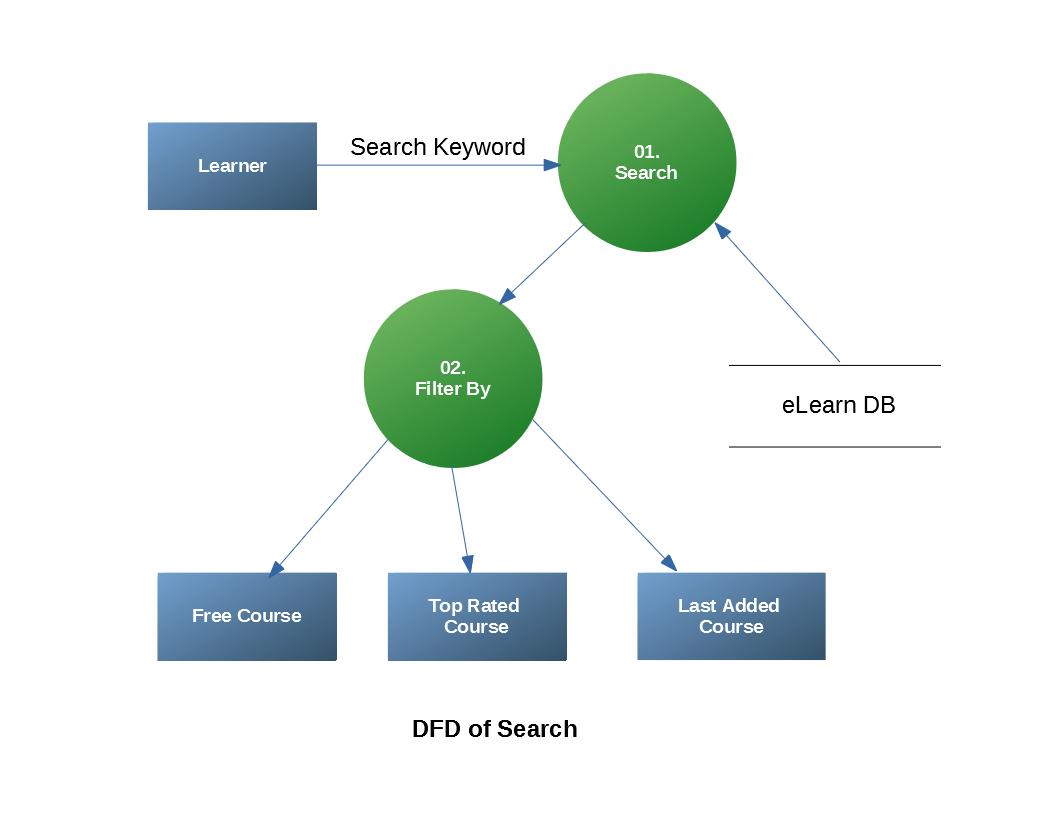 Learner
Search Keyword
01.
Search
02.
Filter By
eLearn DB
Free Course
Top Rated
Course
Last Added
Course
DFD of Search